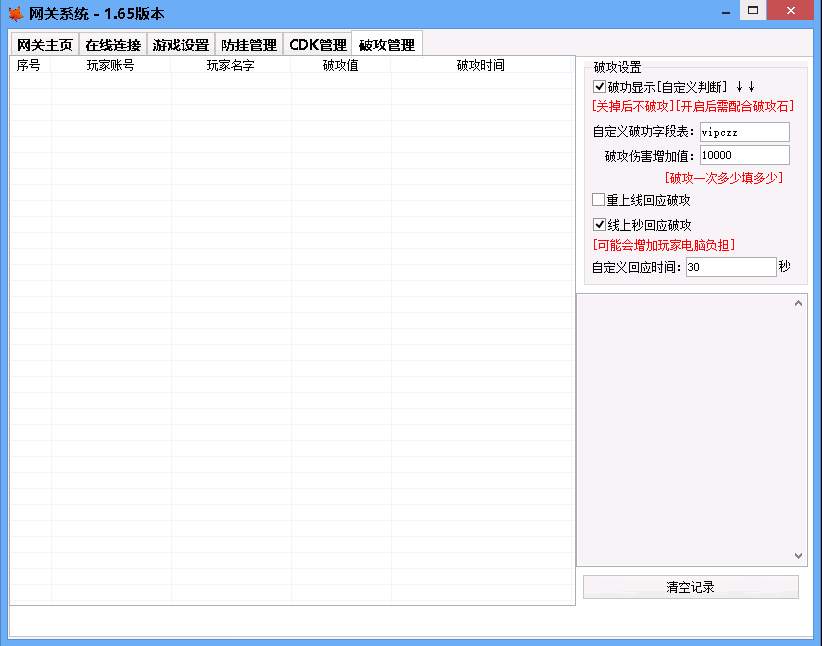 网关系统 - 1.65版本
网关主页 在线连接 游戏设置 防挂管理 CDK管理 破攻管理
序号 玩家账号 玩家名字 破攻值 破攻时间
破攻设置
破功显示[自定义判断] ↓↓
[关掉后不破攻][开启后需配合破攻石]
自定义破功字段表: vipczz
破攻伤害增加值: 10000
[破攻一次多少填多少]
重上线回应破攻
线上秒回应破攻
[可能会增加玩家电脑负担]
自定义回应时间: 30 秒
清空记录